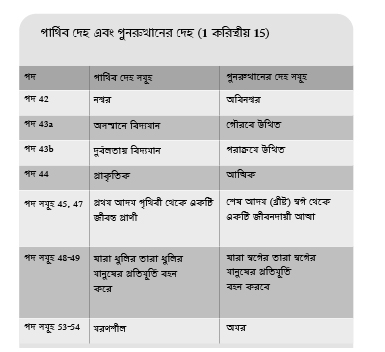 পার্থিব দেহ এবং পুনরুত্থানের দেহ (1 করিন্থীয় 15)
পদ পার্থিব দেহ সমূহ পুনরুত্থানের দেহ সমূহ
পদ 42 নশ্বর অবিনশ্বর
পদ 43a অসম্মানে বিদ্যমান গৌরবে উত্থিত
পদ 43b দুর্বলতায় বিদ্যমান পরাক্রমে উত্থিত
পদ 44 প্রাকৃতিক আত্মিক
পদ সমূহ 45, 47 প্রথম আদম পৃথিবী থেকে একটি শেষ আদম (খ্রীষ্ট) স্বর্গ থেকে
জীবন্ত প্রাণী একটি জীবনদায়ী আত্মা
পদ সমূহ 48-49 যারা ধুলির তারা ধুলির যারা স্বর্গের তারা স্বর্গের
মানুষের প্রতিমূর্তি বহন মানুষের প্রতিমূর্তি
করে বহন করবে
পদ সমূহ 53-54 মরণশীল অমর